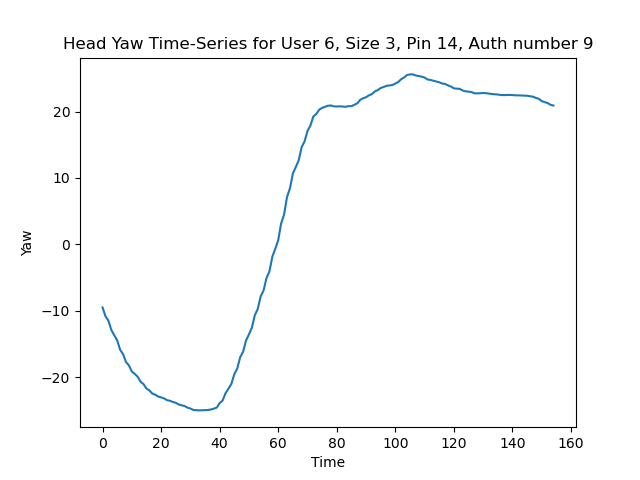 Head Yaw Time-Series for User 6, Size 3, Pin 14, Auth number 9
20
10
0
−10
−20
Yaw
0 20 40 60 80 100 120 140 160
Time